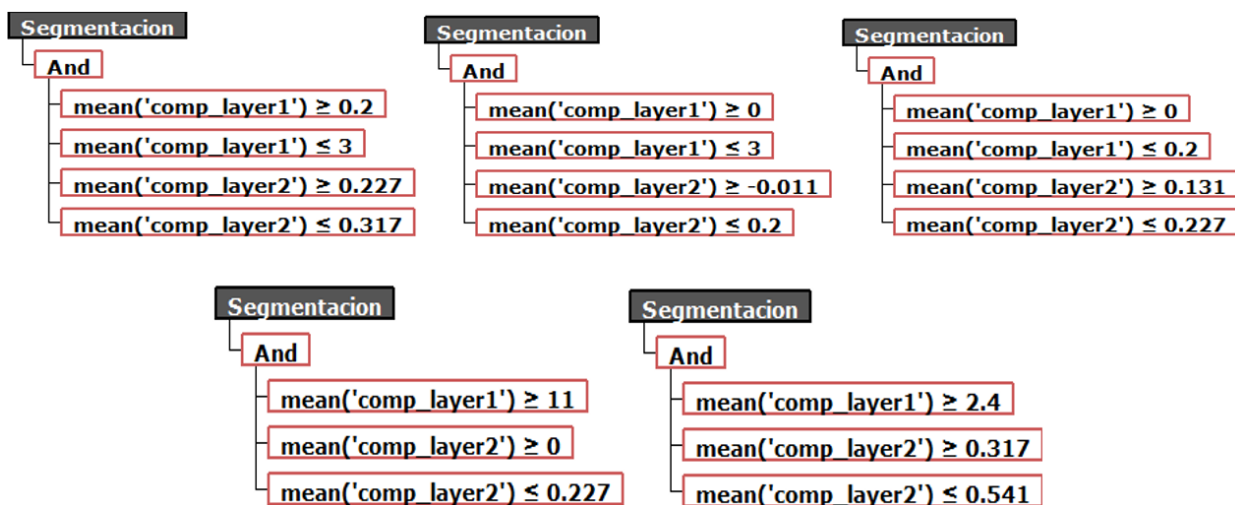 Segmentacion
And
mean('comp_layer1') ≥ 0.2
mean('comp_layer1') ≤ 3
mean('comp_layer2') ≥ 0.227
mean('comp_layer2') ≤ 0.317
Segmentacion
And
mean('comp_layer1') ≥ 0
mean('comp_layer1') ≤ 3
mean('comp_layer2') ≥ -0.011
mean('comp_layer2') ≤ 0.2
Segmentacion
And
mean('comp_layer1') ≥ 0
mean('comp_layer1') ≤ 0.2
mean('comp_layer2') ≥ 0.131
mean('comp_layer2') ≤ 0.227
Segmentacion
And
mean('comp_layer1') ≥ 11
mean('comp_layer2') ≥ 0
mean('comp_layer2') ≤ 0.227
Segmentacion
And
mean('comp_layer1') ≥ 2.4
mean('comp_layer2') ≥ 0.317
mean('comp_layer2') ≤ 0.541